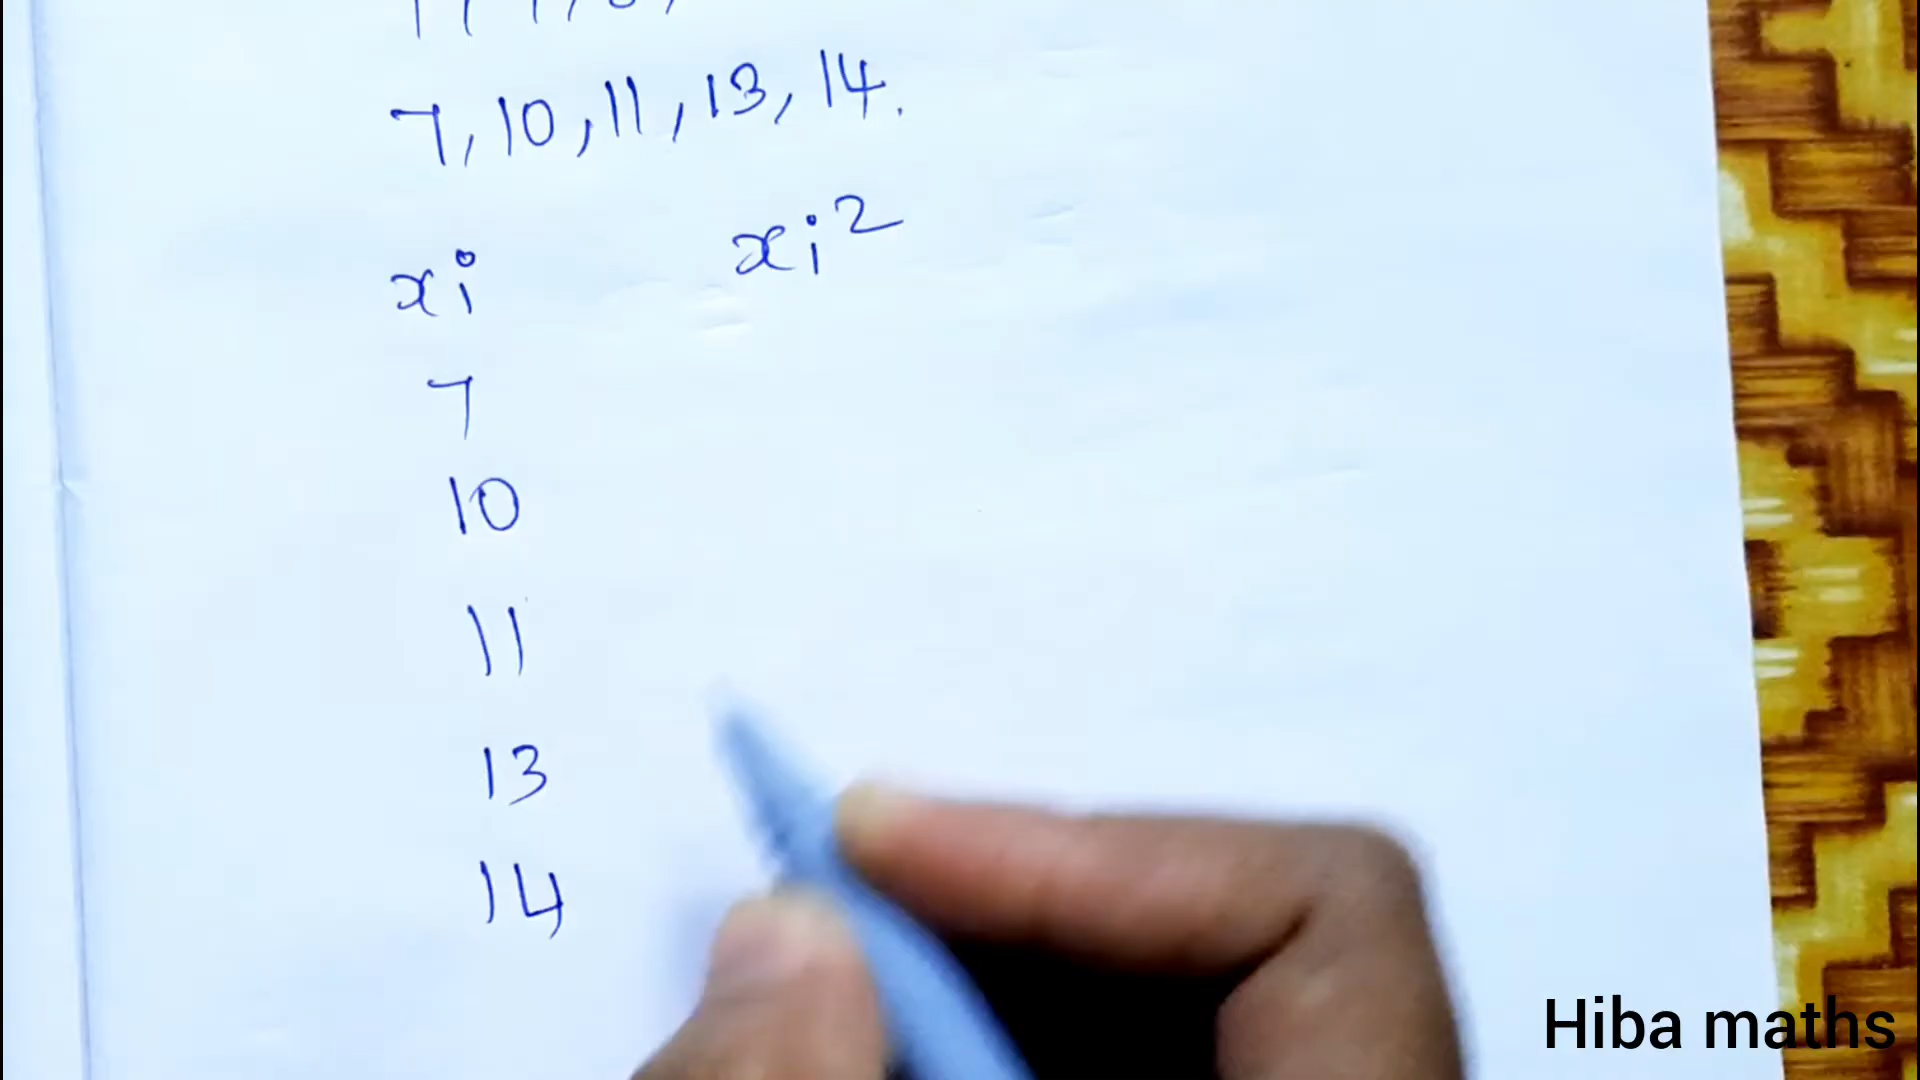 7, 10, 11, 13, 14.
xi xi²
7
10
11
13
14
Hiba maths